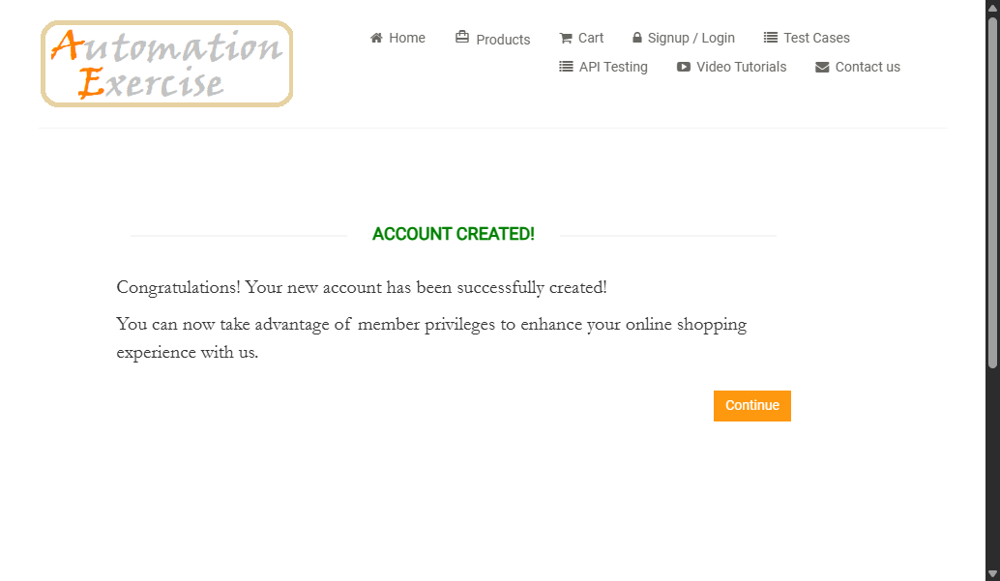 Automation
Exercise
Home
Products
Cart
Signup / Login
Test Cases
API Testing
Video Tutorials
Contact us
ACCOUNT CREATED!
Congratulations! Your new account has been successfully created!
You can now take advantage of member privileges to enhance your online shopping
experience with us.
Continue